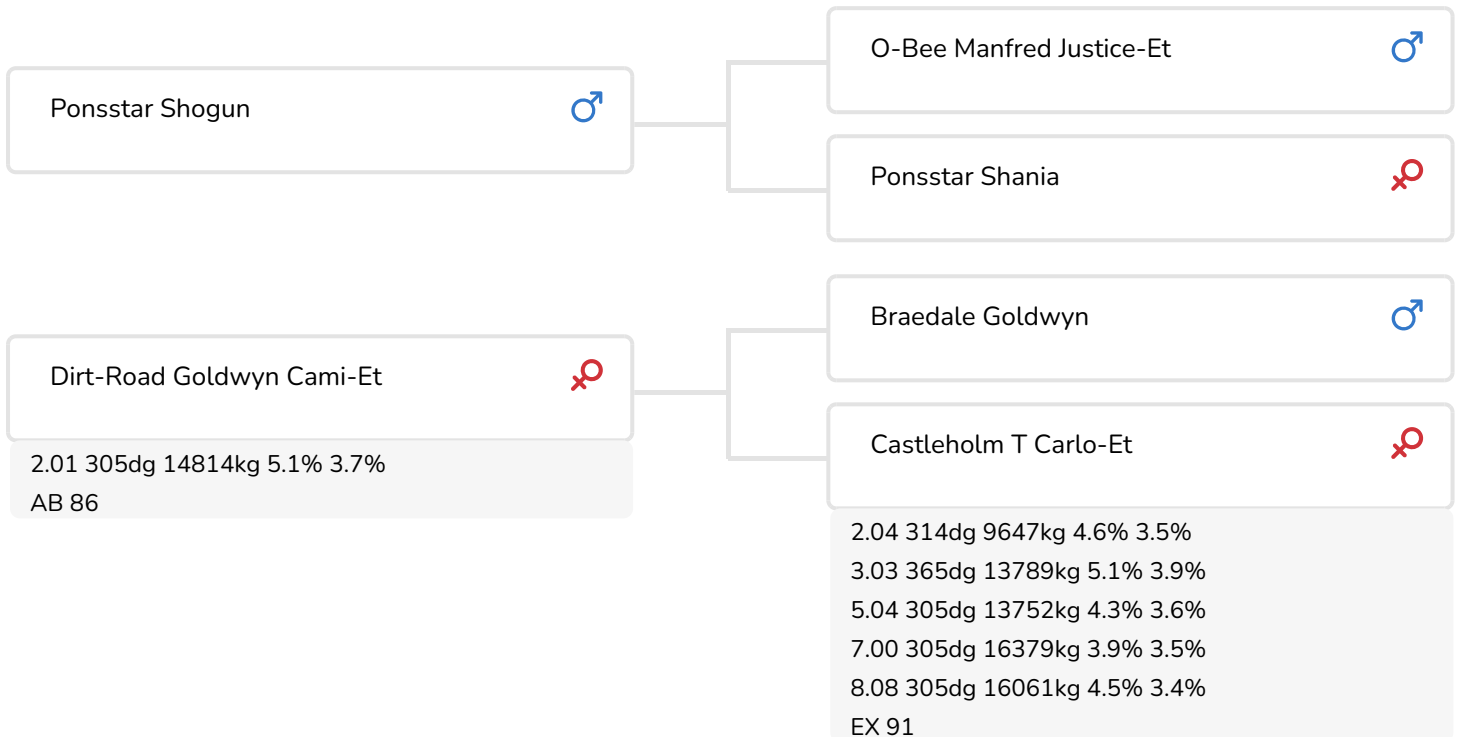 Ponsstar Shogun
O-Bee Manfred Justice-Et
Ponsstar Shania
Dirt-Road Goldwyn Cami-Et
2.01 305dg 14814kg 5.1% 3.7%
AB 86
Braedale Goldwyn
Castleholm T Carlo-Et
2.04 314dg 9647kg 4.6% 3.5%
3.03 365dg 13789kg 5.1% 3.9%
5.04 305dg 13752kg 4.3% 3.6%
7.00 305dg 16379kg 3.9% 3.5%
8.08 305dg 16061kg 4.5% 3.4%
EX 91